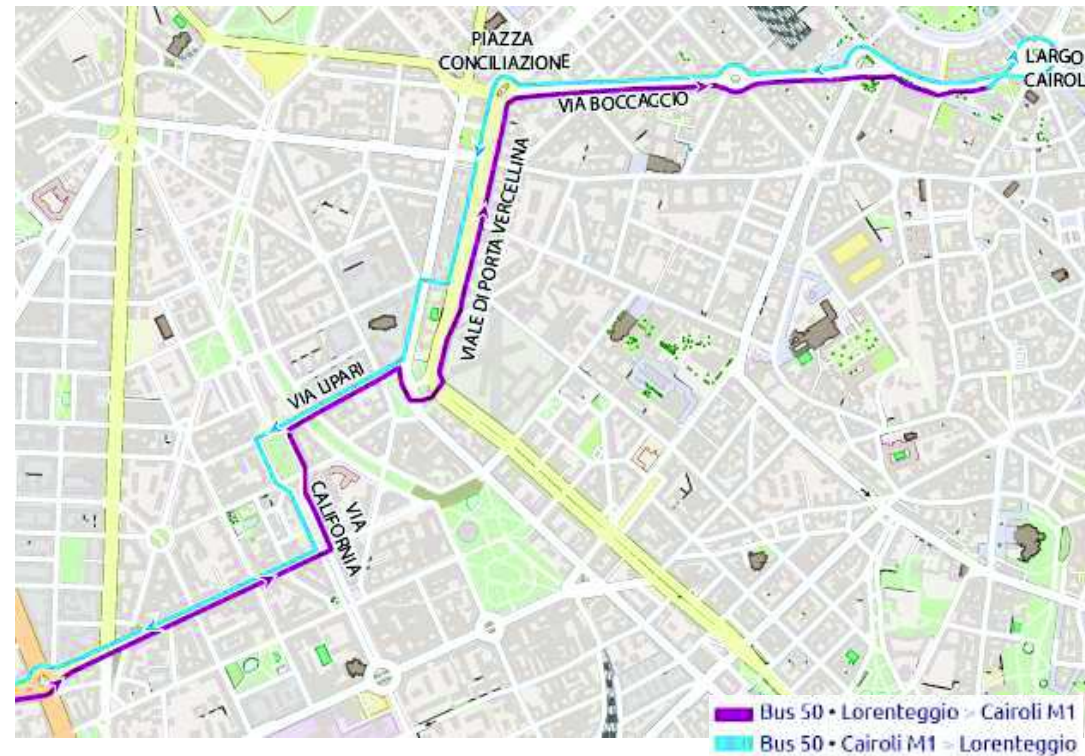 PIAZZA
CONCILIAZIONE
LARGO
CAIROLI
VIA BOCCACCIO
VIALE DI PORTA VERCELLINA
VIA LIPARI
VIA
CALIFORNIA
Bus 50 • Lorenteggio > Cairoli M1
Bus 50 • Cairoli M1 > Lorenteggio